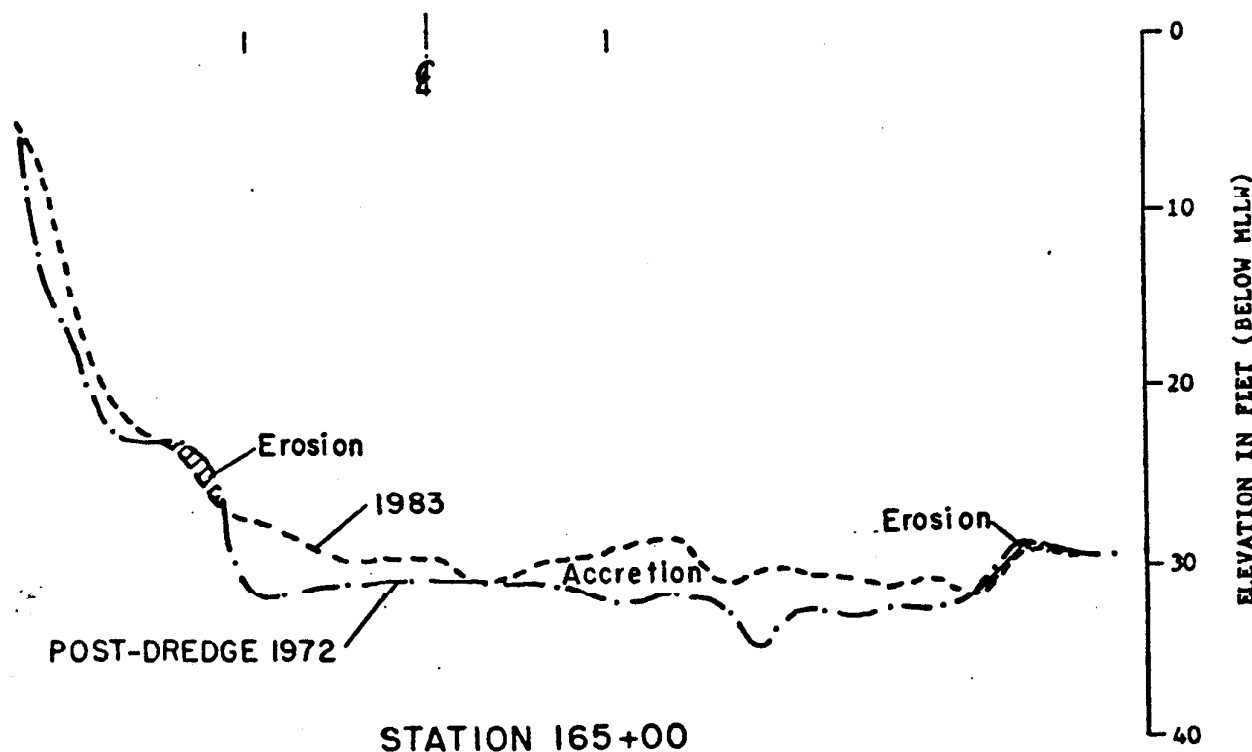 ℄
0
10
20
30
40
ELEVATION IN FEET (BELOW MLLW)
Erosion
1983
Erosion
Accretion
POST-DREDGE 1972
STATION 165+00